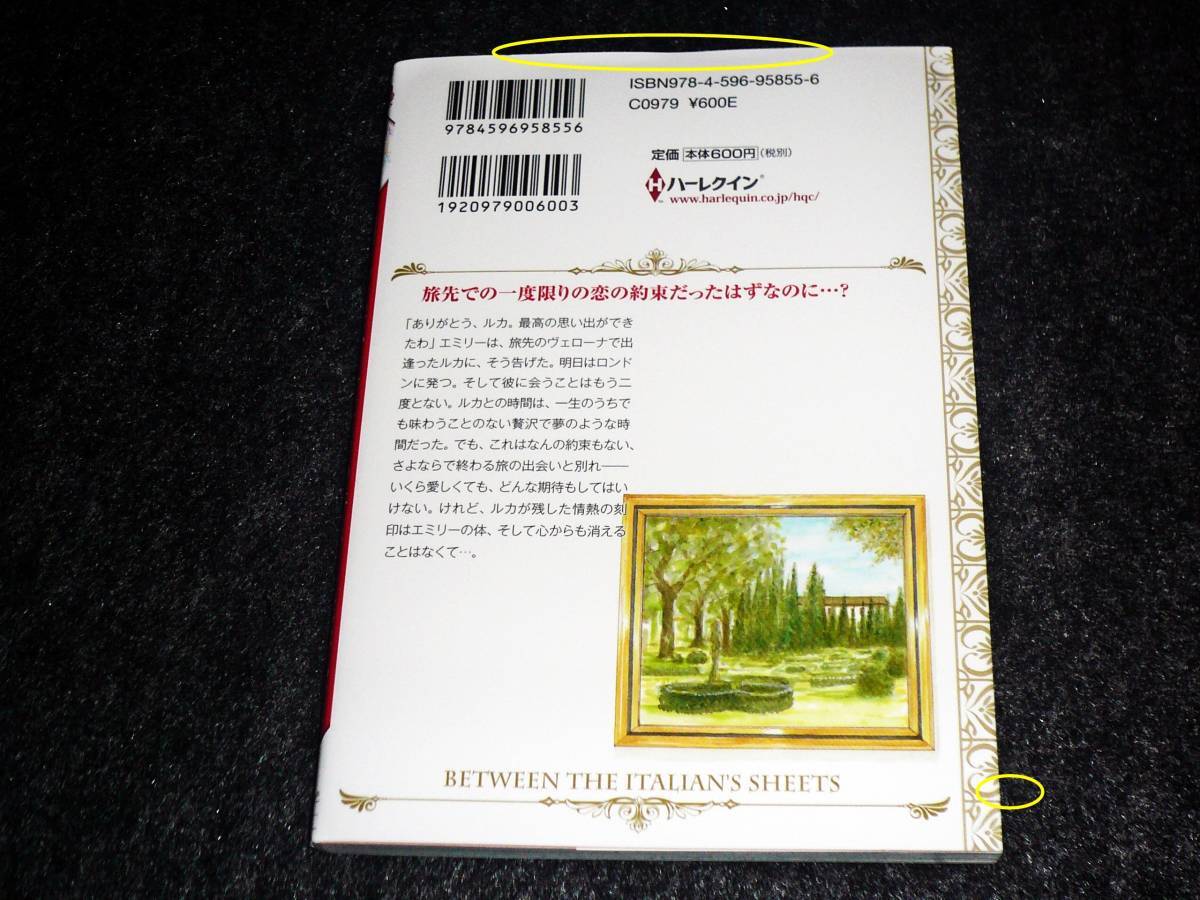 ISBN978-4-596-95855-6
C0979 ¥600E
9784596958556
定価 本体600円(税別)
1920979006003
ハーレクイン®
www.harlequin.co.jp/hqc/
旅先での一度限りの恋の約束だったはずなのに…?
「ありがとう、ルカ。最高の思い出ができ
たわ」エミリーは、旅先のヴェローナで出
逢ったルカに、そう告げた。明日はロンド
ンに発つ。そして彼に会うことはもう二
度とない。ルカとの時間は、一生のうちで
も味わうことのない贅沢で夢のような時
間だった。でも、これはなんの約束もない、
さよならで終わる旅の出会いと別れ――
いくら愛しくても、どんな期待もしてはい
けない。けれど、ルカが残した情熱の刻
印はエミリーの体、そして心からも消える
ことはなくて…。
BETWEEN THE ITALIAN'S SHEETS